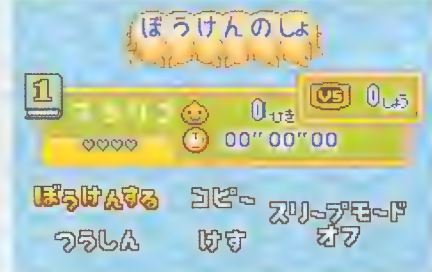 ぼうけんのしょ
1
0ひき
VS 0しょう
♡♡♡♡ 00"00"00
ぼうけんする コピー スリープモード
つうしん けす オフ